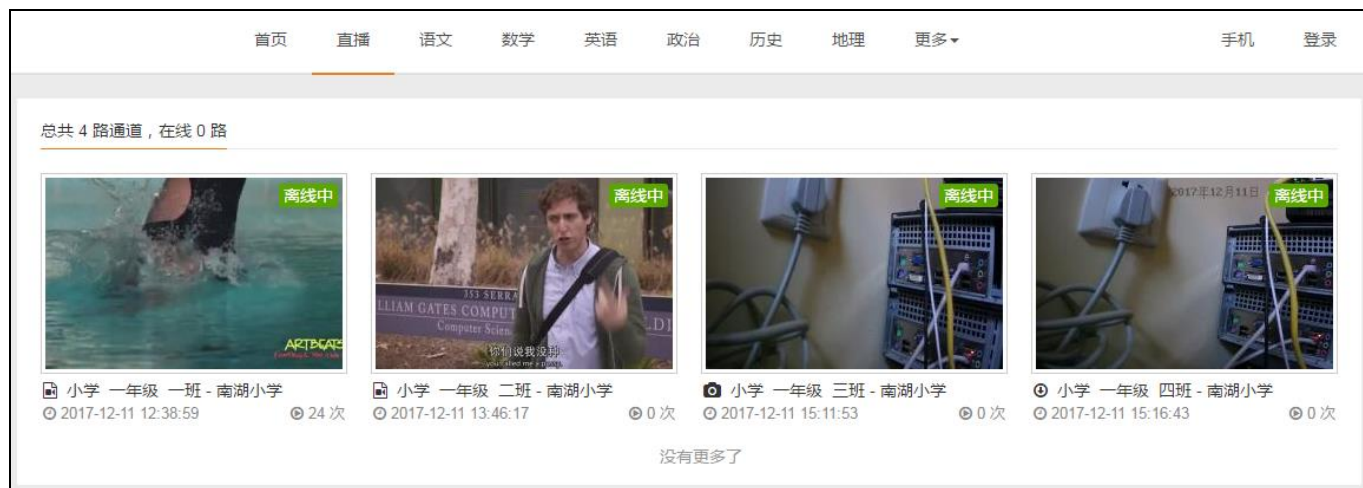 首页 直播 语文 数学 英语 政治 历史 地理 更多 手机 登录
总共 4 路通道，在线 0 路
离线中 离线中 离线中 离线中
2017年12月11日
353 SERRA
LLIAM GATES COMPUT
Computer Scien
LDI
ARTBEATS
你们说我没种
you called me a pussy
小学 一年级 一班 - 南湖小学
2017-12-11 12:38:59 24 次
小学 一年级 二班 - 南湖小学
2017-12-11 13:46:17 0 次
小学 一年级 三班 - 南湖小学
2017-12-11 15:11:53 0 次
小学 一年级 四班 - 南湖小学
2017-12-11 15:16:43 0 次
没有更多了